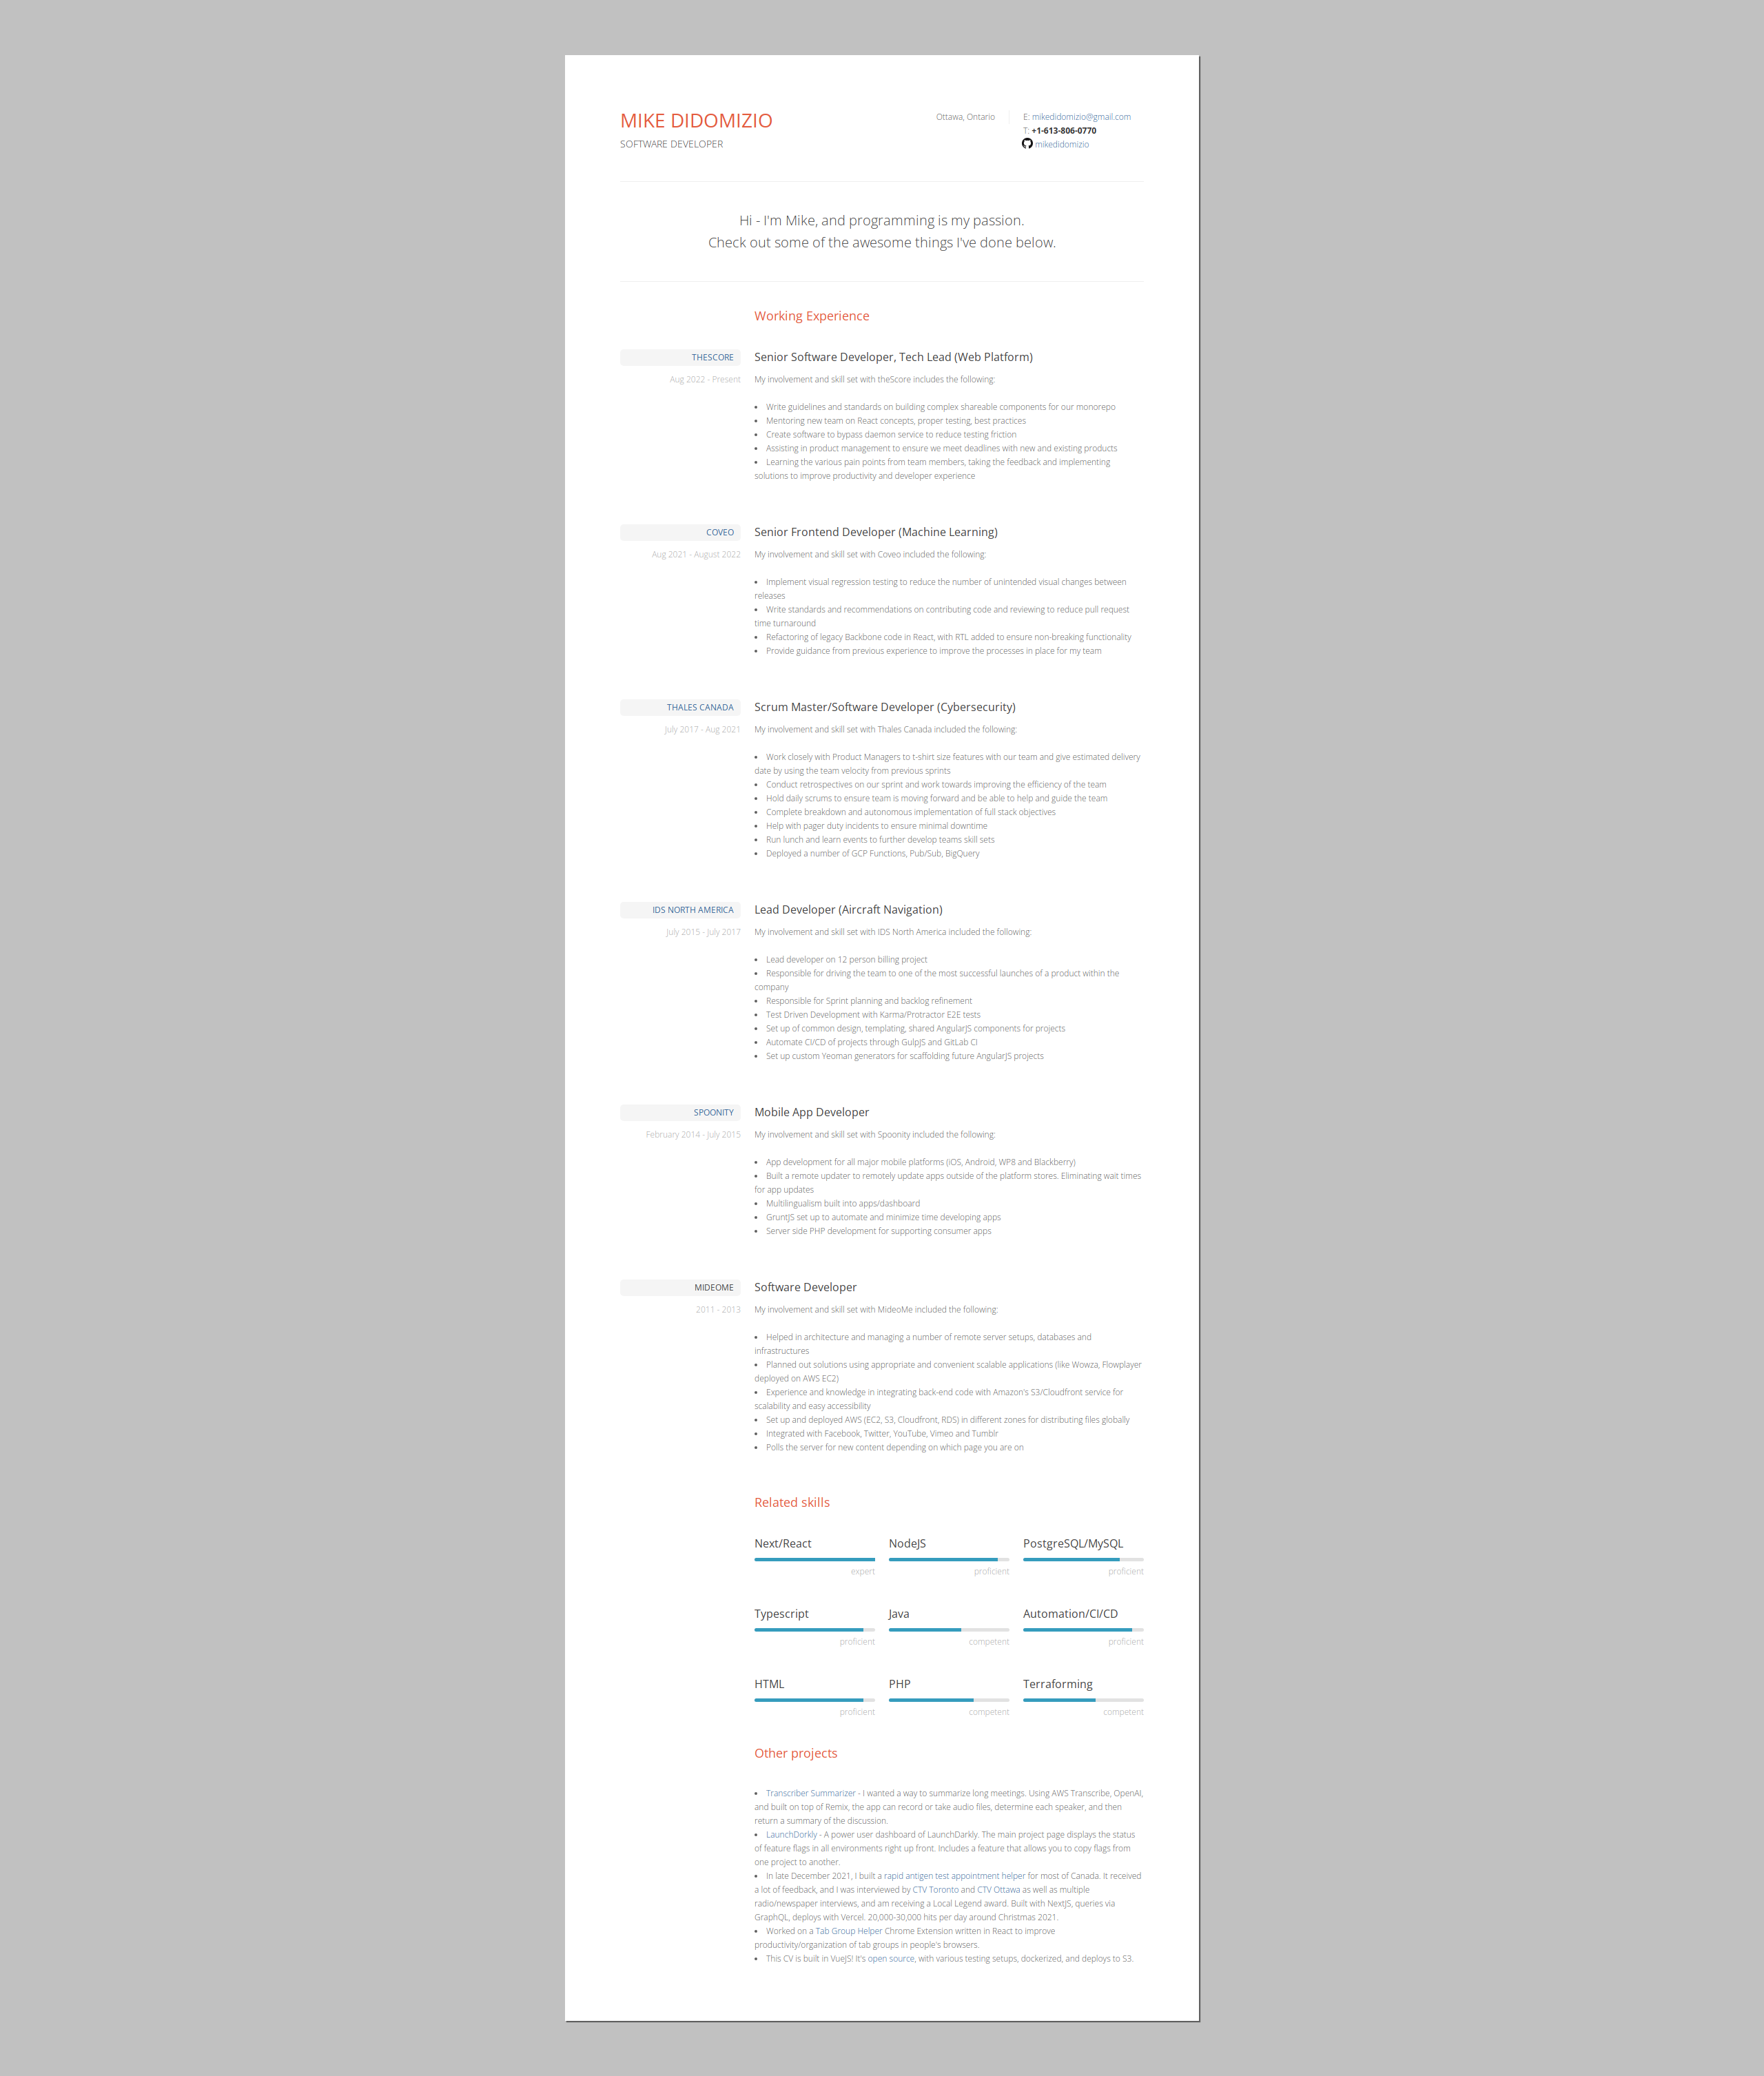 MIKE DIDOMIZIO
SOFTWARE DEVELOPER
Ottawa, Ontario
E: mikedidomizio@gmail.com
T: +1-613-806-0770
mikedidomizio
Hi - I'm Mike, and programming is my passion.
Check out some of the awesome things I've done below.
Working Experience
THESCORE
Aug 2022 - Present
Senior Software Developer, Tech Lead (Web Platform)
My involvement and skill set with theScore includes the following:
• Write guidelines and standards on building complex shareable components for our monorepo
• Mentoring new team on React concepts, proper testing, best practices
• Create software to bypass daemon service to reduce testing friction
• Assisting in product management to ensure we meet deadlines with new and existing products
• Learning the various pain points from team members, taking the feedback and implementing
solutions to improve productivity and developer experience
COVEO
Aug 2021 - August 2022
Senior Frontend Developer (Machine Learning)
My involvement and skill set with Coveo included the following:
• Implement visual regression testing to reduce the number of unintended visual changes between
releases
• Write standards and recommendations on contributing code and reviewing to reduce pull request
time turnaround
• Refactoring of legacy Backbone code in React, with RTL added to ensure non-breaking functionality
• Provide guidance from previous experience to improve the processes in place for my team
THALES CANADA
July 2017 - Aug 2021
Scrum Master/Software Developer (Cybersecurity)
My involvement and skill set with Thales Canada included the following:
• Work closely with Product Managers to t-shirt size features with our team and give estimated delivery
date by using the team velocity from previous sprints
• Conduct retrospectives on our sprint and work towards improving the efficiency of the team
• Hold daily scrums to ensure team is moving forward and be able to help and guide the team
• Complete breakdown and autonomous implementation of full stack objectives
• Help with pager duty incidents to ensure minimal downtime
• Run lunch and learn events to further develop teams skill sets
• Deployed a number of GCP Functions, Pub/Sub, BigQuery
IDS NORTH AMERICA
July 2015 - July 2017
Lead Developer (Aircraft Navigation)
My involvement and skill set with IDS North America included the following:
• Lead developer on 12 person billing project
• Responsible for driving the team to one of the most successful launches of a product within the
company
• Responsible for Sprint planning and backlog refinement
• Test Driven Development with Karma/Protractor E2E tests
• Set up of common design, templating, shared AngularJS components for projects
• Automate CI/CD of projects through GulpJS and GitLab CI
• Set up custom Yeoman generators for scaffolding future AngularJS projects
SPOONITY
February 2014 - July 2015
Mobile App Developer
My involvement and skill set with Spoonity included the following:
• App development for all major mobile platforms (iOS, Android, WP8 and Blackberry)
• Built a remote updater to remotely update apps outside of the platform stores. Eliminating wait times
for app updates
• Multilingualism built into apps/dashboard
• GruntJS set up to automate and minimize time developing apps
• Server side PHP development for supporting consumer apps
MIDEOME
2011 - 2013
Software Developer
My involvement and skill set with MideoMe included the following:
• Helped in architecture and managing a number of remote server setups, databases and
infrastructures
• Planned out solutions using appropriate and convenient scalable applications (like Wowza, Flowplayer
deployed on AWS EC2)
• Experience and knowledge in integrating back-end code with Amazon's S3/Cloudfront service for
scalability and easy accessibility
• Set up and deployed AWS (EC2, S3, Cloudfront, RDS) in different zones for distributing files globally
• Integrated with Facebook, Twitter, YouTube, Vimeo and Tumblr
• Polls the server for new content depending on which page you are on
Related skills
Next/React
expert
NodeJS
proficient
PostgreSQL/MySQL
proficient
Typescript
proficient
Java
competent
Automation/CI/CD
proficient
HTML
proficient
PHP
competent
Terraforming
competent
Other projects
• Transcriber Summarizer - I wanted a way to summarize long meetings. Using AWS Transcribe, OpenAI,
and built on top of Remix, the app can record or take audio files, determine each speaker, and then
return a summary of the discussion.
• LaunchDorkly - A power user dashboard of LaunchDarkly. The main project page displays the status
of feature flags in all environments right up front. Includes a feature that allows you to copy flags from
one project to another.
• In late December 2021, I built a rapid antigen test appointment helper for most of Canada. It received
a lot of feedback, and I was interviewed by CTV Toronto and CTV Ottawa as well as multiple
radio/newspaper interviews, and am receiving a Local Legend award. Built with NextJS, queries via
GraphQL, deploys with Vercel. 20,000-30,000 hits per day around Christmas 2021.
• Worked on a Tab Group Helper Chrome Extension written in React to improve
productivity/organization of tab groups in people's browsers.
• This CV is built in VueJS! It's open source, with various testing setups, dockerized, and deploys to S3.